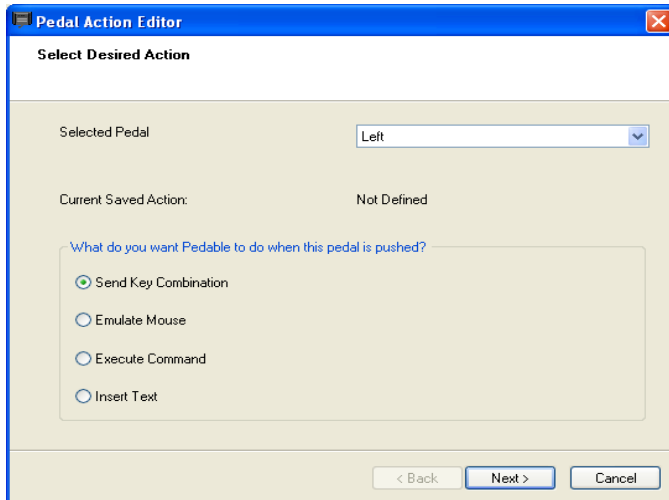 Pedal Action Editor
Select Desired Action
Selected Pedal
Left
Current Saved Action:
Not Defined
What do you want Pedable to do when this pedal is pushed?
Send Key Combination
Emulate Mouse
Execute Command
Insert Text
< Back
Next >
Cancel